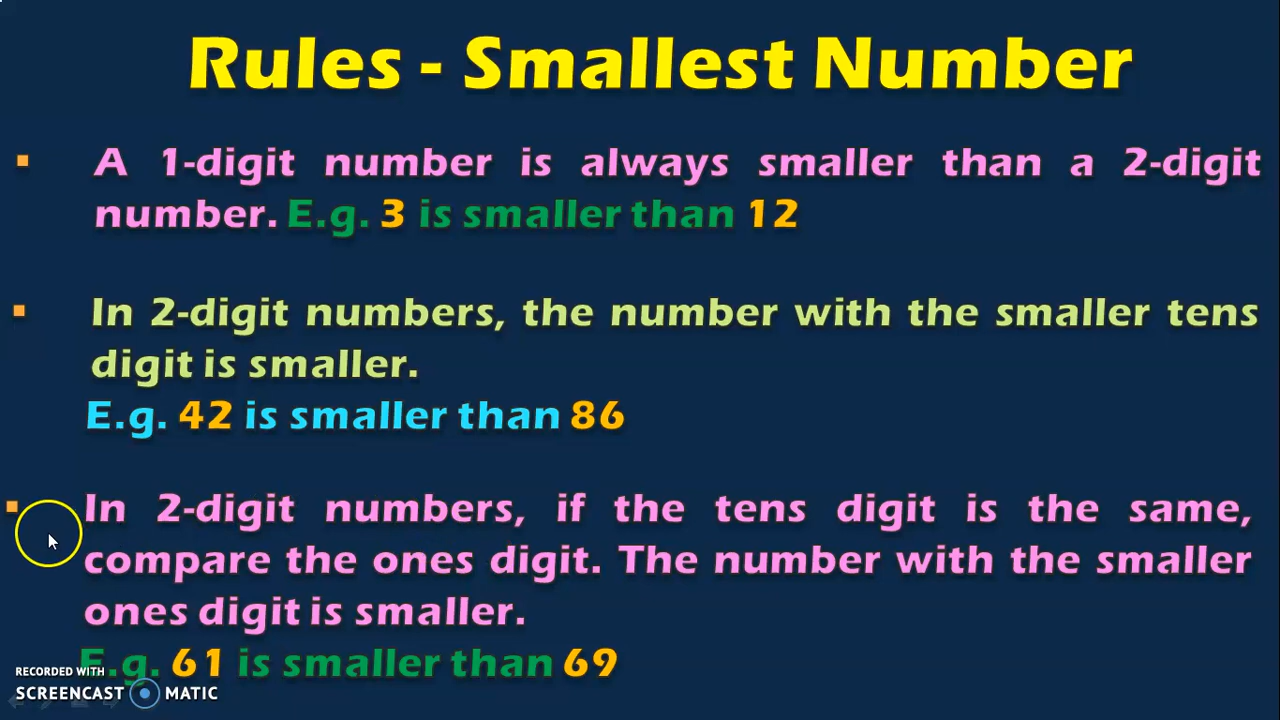 Rules - Smallest Number
A 1-digit number is always smaller than a 2-digit
number. E.g. 3 is smaller than 12
In 2-digit numbers, the number with the smaller tens
digit is smaller.
E.g. 42 is smaller than 86
In 2-digit numbers, if the tens digit is the same,
compare the ones digit. The number with the smaller
ones digit is smaller.
E.g. 61 is smaller than 69
RECORDED WITH
SCREENCAST MATIC